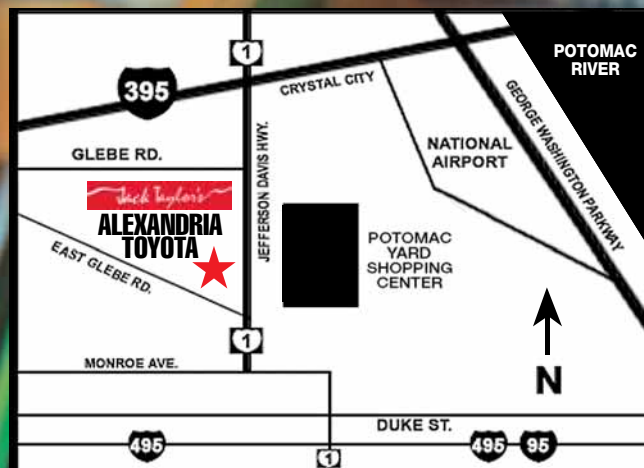 1
POTOMAC
RIVER
395
CRYSTAL CITY
GEORGE WASHINGTON PARKWAY
GLEBE RD.
NATIONAL
AIRPORT
Jack Taylor's
ALEXANDRIA
TOYOTA
JEFFERSON DAVIS HWY.
EAST GLEBE RD.
POTOMAC
YARD
SHOPPING
CENTER
1
MONROE AVE.
N
DUKE ST.
495
1
495
95